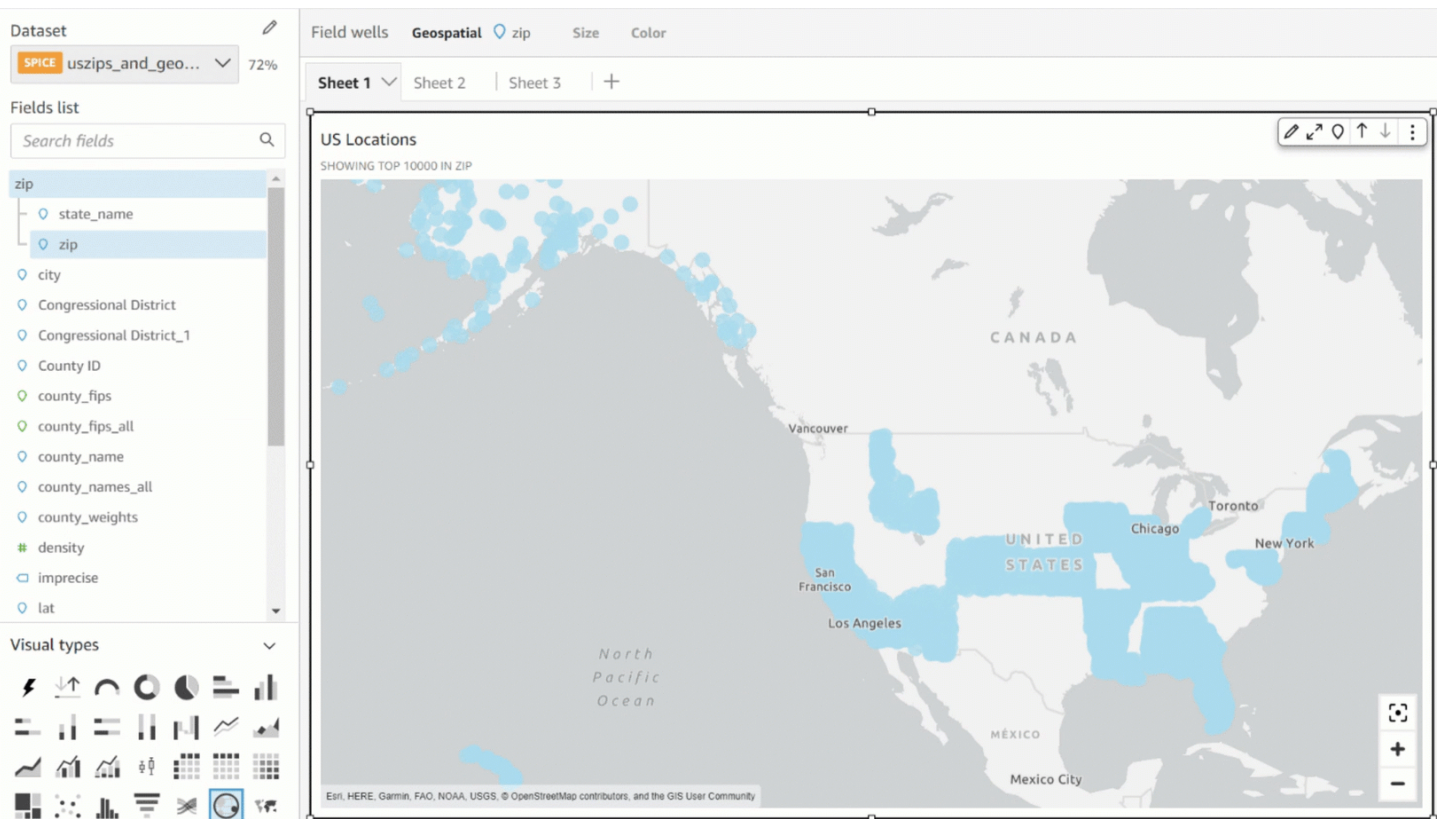 Dataset
SPICE uszips_and_geo... 72%
Fields list
Search fields
zip
state_name
zip
city
Congressional District
Congressional District_1
County ID
county_fips
county_fips_all
county_name
county_names_all
county_weights
density
imprecise
lat
Visual types
Field wells Geospatial zip Size Color
Sheet 1 Sheet 2 Sheet 3
US Locations
SHOWING TOP 10000 IN ZIP
CANADA
Vancouver
Toronto
Chicago
New York
UNITED
STATES
San
Francisco
Los Angeles
North
Pacific
Ocean
MÉXICO
Mexico City
Esri, HERE, Garmin, FAO, NOAA, USGS, © OpenStreetMap contributors, and the GIS User Community